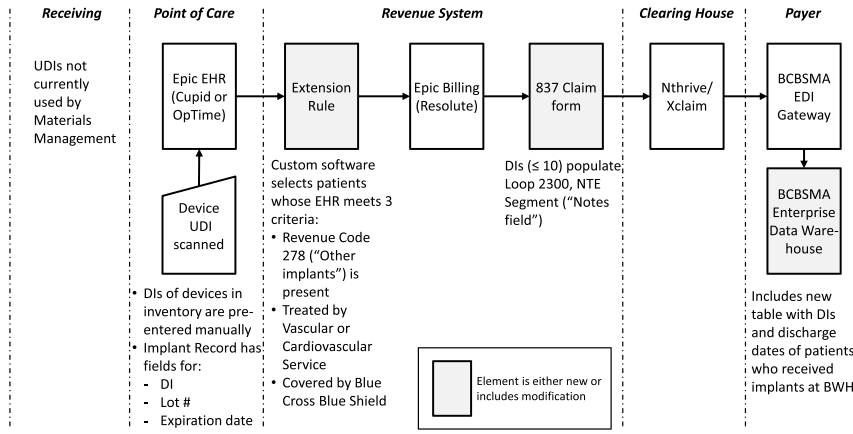 Receiving
Point of Care
Revenue System
Clearing House
Payer
UDIs not
currently
used by
Materials
Management
Epic EHR
(Cupid or
OpTime)
Device
UDI
scanned
• DIs of devices in
inventory are pre-
entered manually
• Implant Record has
fields for:
- DI
- Lot #
- Expiration date
Extension
Rule
Custom software
selects patients
whose EHR meets 3
criteria:
• Revenue Code
278 (“Other
implants”) is
present
• Treated by
Vascular or
Cardiovascular
Service
• Covered by Blue
Cross Blue Shield
Epic Billing
(Resolute)
837 Claim
form
DIs (≤ 10) populate
Loop 2300, NTE
Segment (“Notes
field”)
Nthrive/
Xclaim
BCBSMA
EDI
Gateway
BCBSMA
Enterprise
Data Ware-
house
Includes new
table with DIs
and discharge
dates of patients
who received
implants at BWH
Element is either new or
includes modification